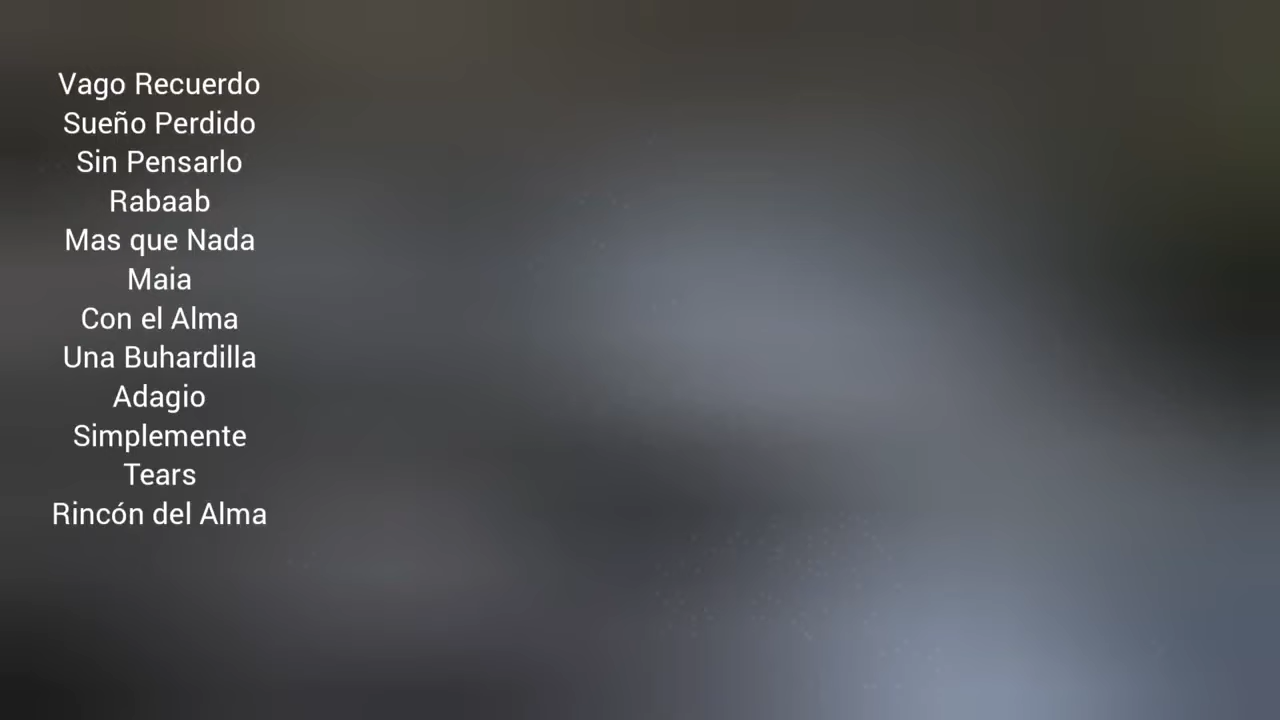 Vago Recuerdo
Sueño Perdido
Sin Pensarlo
Rabaab
Mas que Nada
Maia
Con el Alma
Una Buhardilla
Adagio
Simplemente
Tears
Rincón del Alma